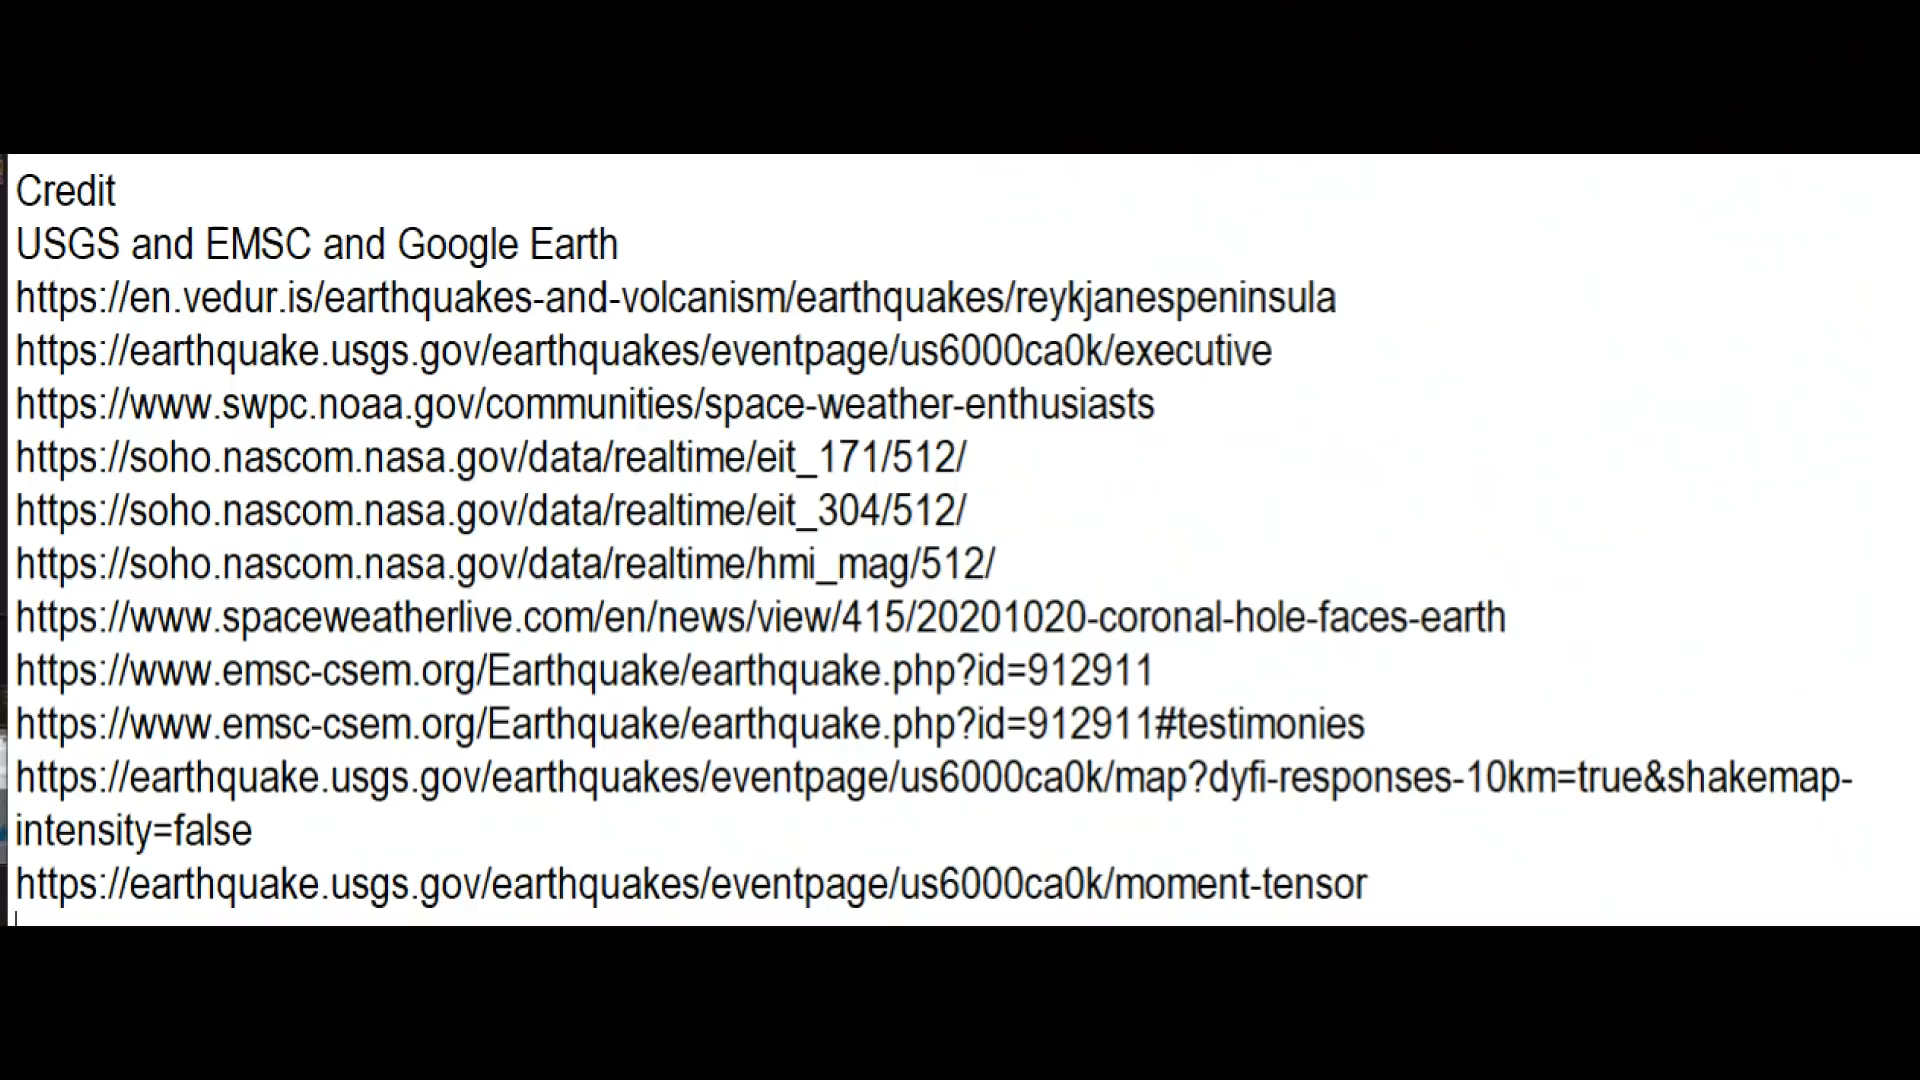 Credit
USGS and EMSC and Google Earth
https://en.vedur.is/earthquakes-and-volcanism/earthquakes/reykjanespeninsula
https://earthquake.usgs.gov/earthquakes/eventpage/us6000ca0k/executive
https://www.swpc.noaa.gov/communities/space-weather-enthusiasts
https://soho.nascom.nasa.gov/data/realtime/eit_171/512/
https://soho.nascom.nasa.gov/data/realtime/eit_304/512/
https://soho.nascom.nasa.gov/data/realtime/hmi_mag/512/
https://www.spaceweatherlive.com/en/news/view/415/20201020-coronal-hole-faces-earth
https://www.emsc-csem.org/Earthquake/earthquake.php?id=912911
https://www.emsc-csem.org/Earthquake/earthquake.php?id=912911#testimonies
https://earthquake.usgs.gov/earthquakes/eventpage/us6000ca0k/map?dyfi-responses-10km=true&shakemap-
intensity=false
https://earthquake.usgs.gov/earthquakes/eventpage/us6000ca0k/moment-tensor